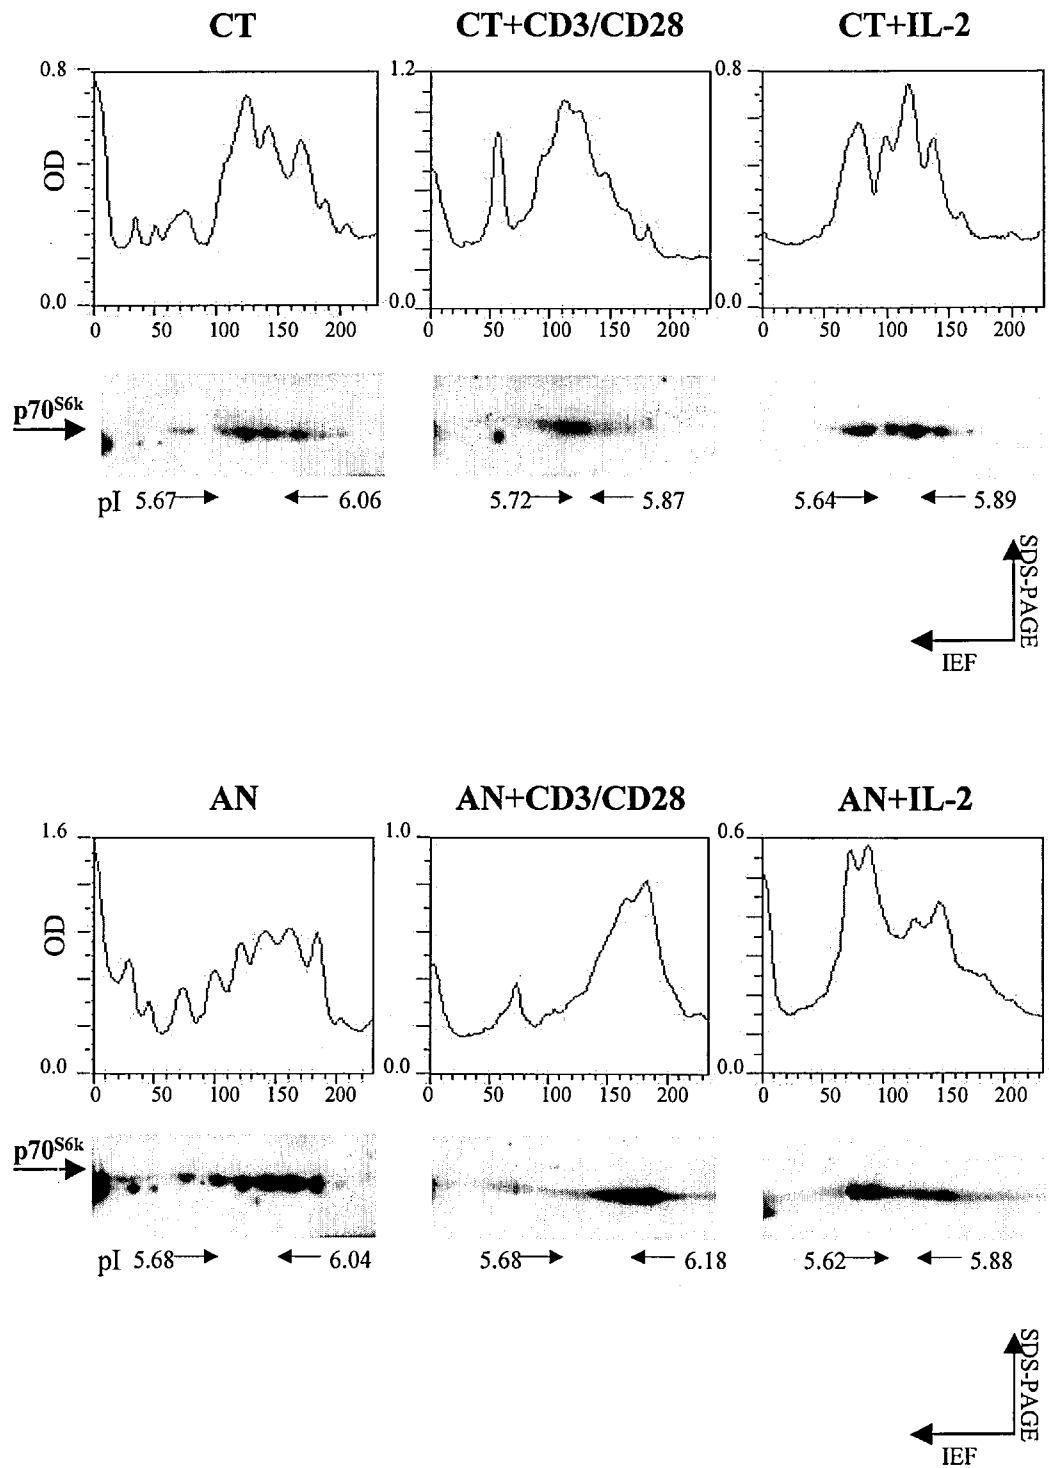 CT
CT+CD3/CD28
CT+IL-2
0.8
1.2
0.8
OD
0.0
0.0
0.0
0 50 100 150 200
0 50 100 150 200
0 50 100 150 200
p70S6k
pI 5.67 6.06
5.72 5.87
5.64 5.89
SDS-PAGE
IEF
AN
AN+CD3/CD28
AN+IL-2
1.6
1.0
0.6
OD
0.0
0.0
0.0
0 50 100 150 200
0 50 100 150 200
0 50 100 150 200
p70S6k
pI 5.68 6.04
5.68 6.18
5.62 5.88
SDS-PAGE
IEF